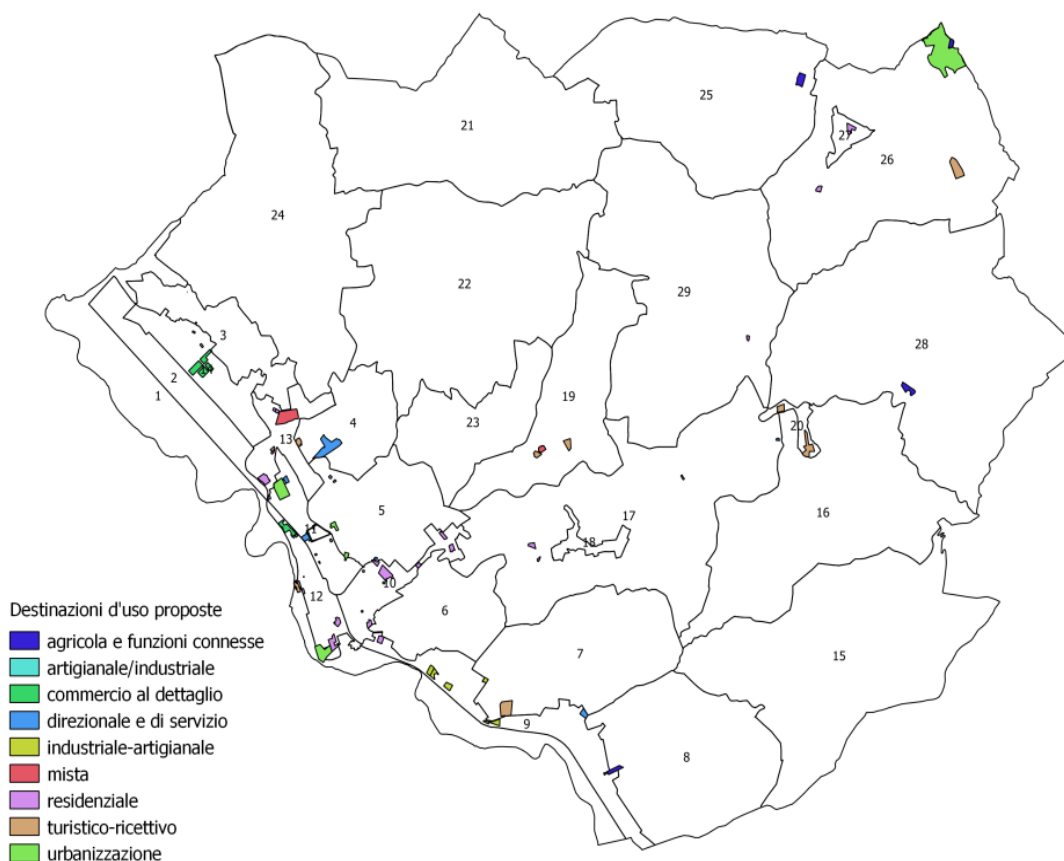 21
25
27
26
24
22
29
3
28
2
14
1
19
4
23
13
20
5
16
17
11
18
10
12
6
7
15
9
8
Destinazioni d'uso proposte
agricola e funzioni connesse
artigianale/industriale
commercio al dettaglio
direzionale e di servizio
industriale-artigianale
mista
residenziale
turistico-ricettivo
urbanizzazione